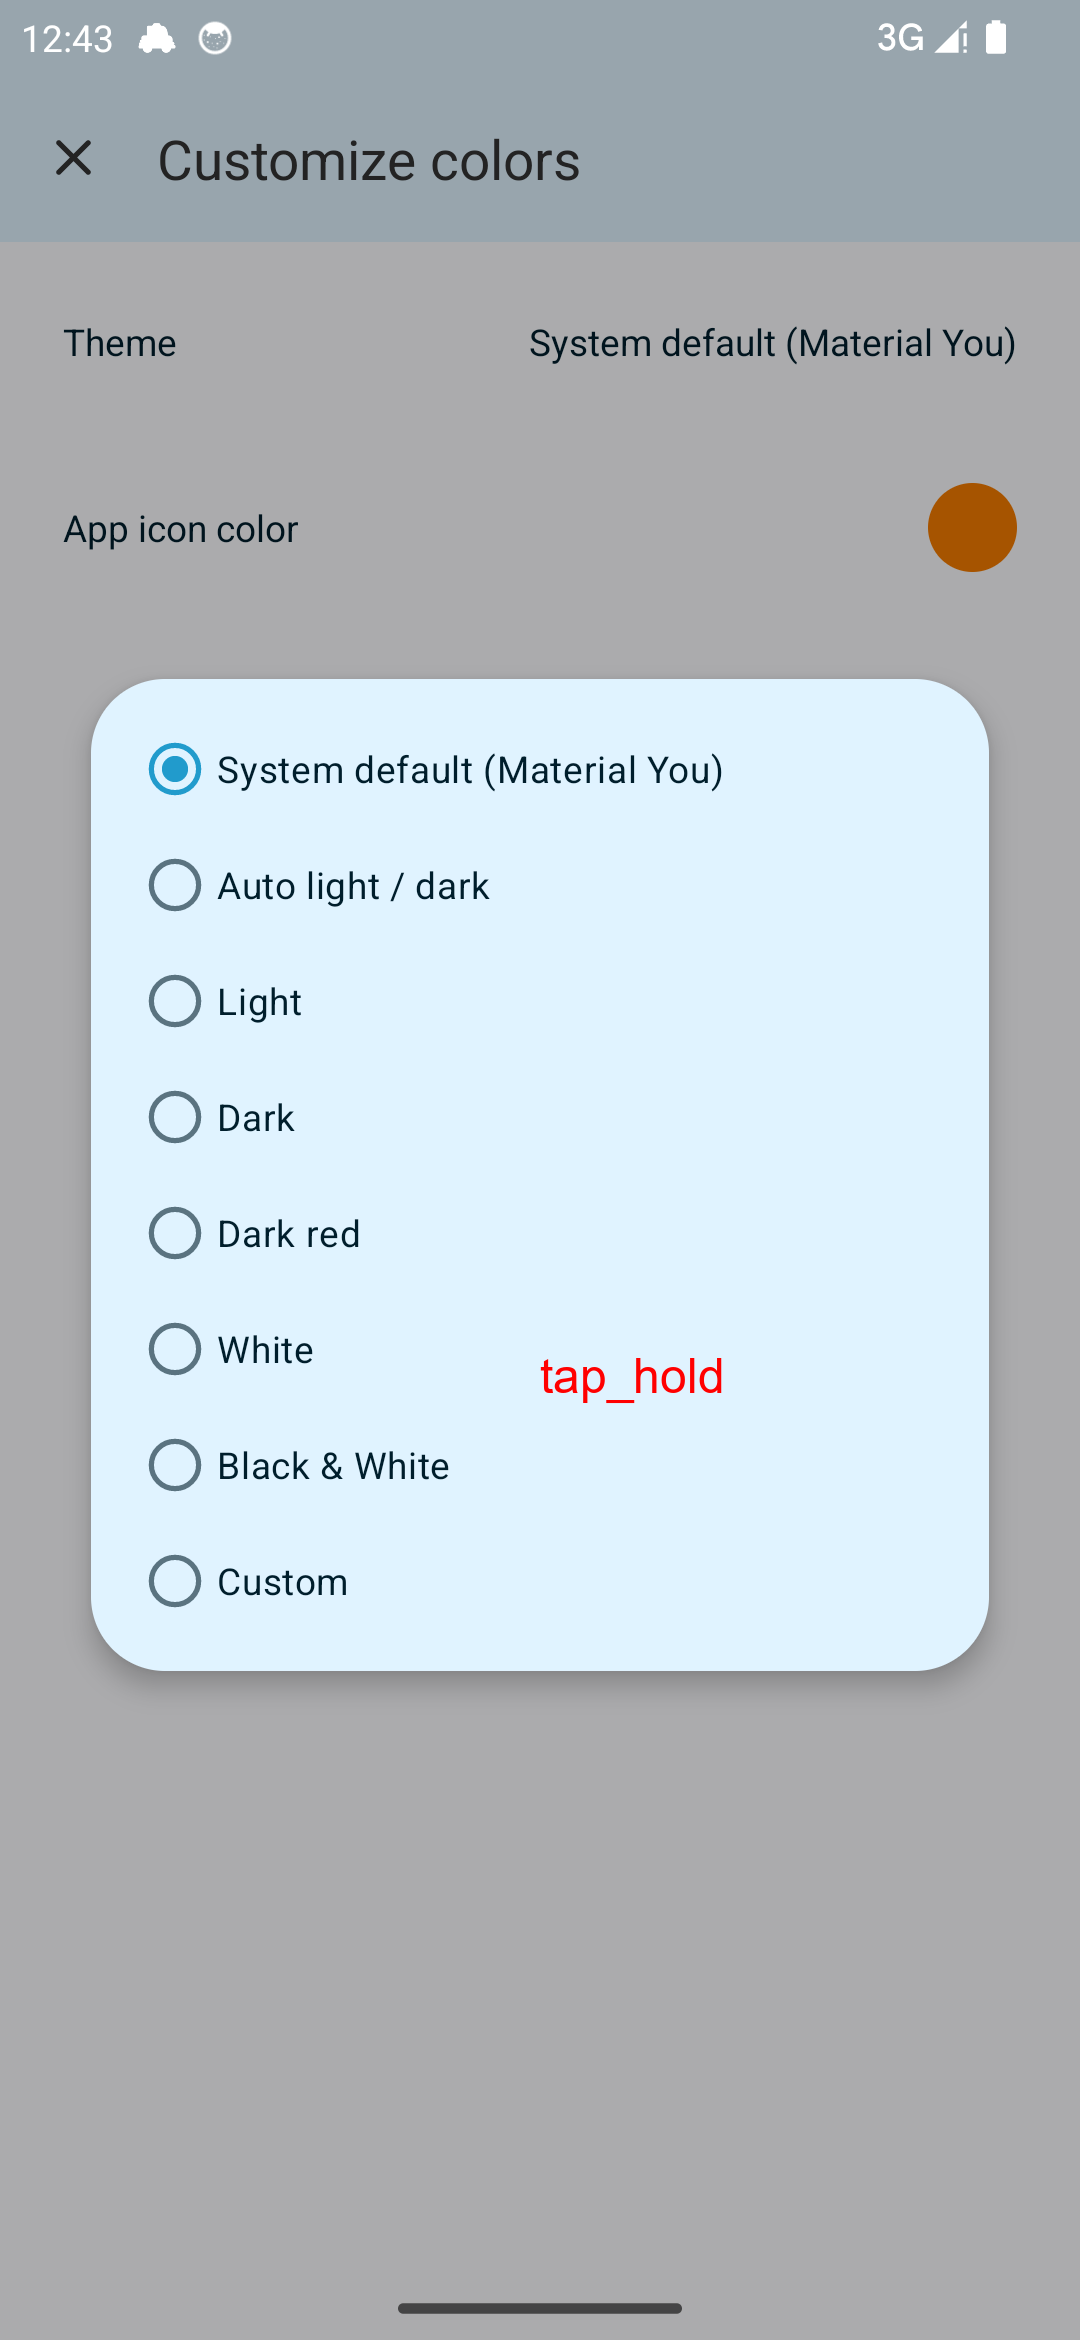 12:43
3G
Customize colors
Theme
System default (Material You)
App icon color
System default (Material You)
Auto light / dark
Light
Dark
Dark red
White
tap_hold
Black & White
Custom